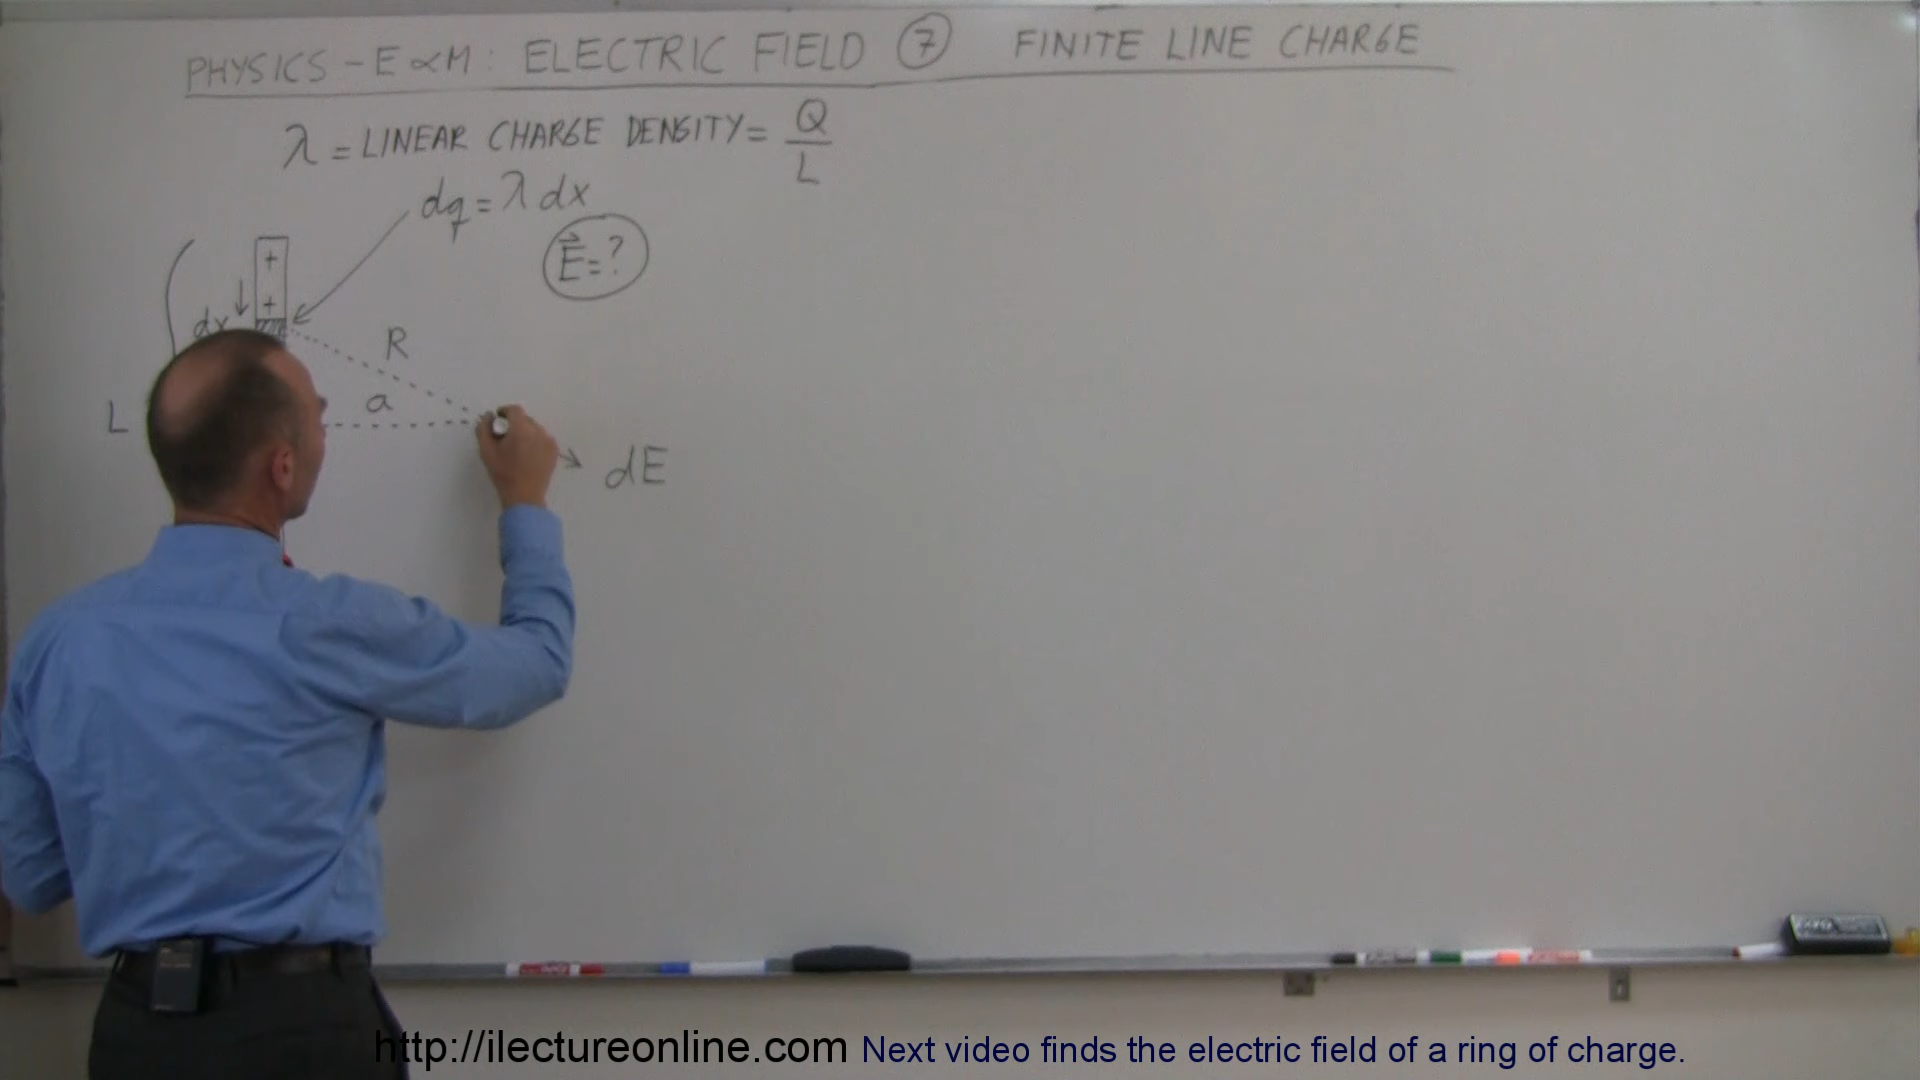 PHYSICS - E ∝ M: ELECTRIC FIELD ⑦ FINITE LINE CHARGE
λ = LINEAR CHARGE DENSITY = Q/L
dq = λ dx
E⃗ = ?
+
+
dx
R
a
L
dE
http://ilectureonline.com Next video finds the electric field of a ring of charge.